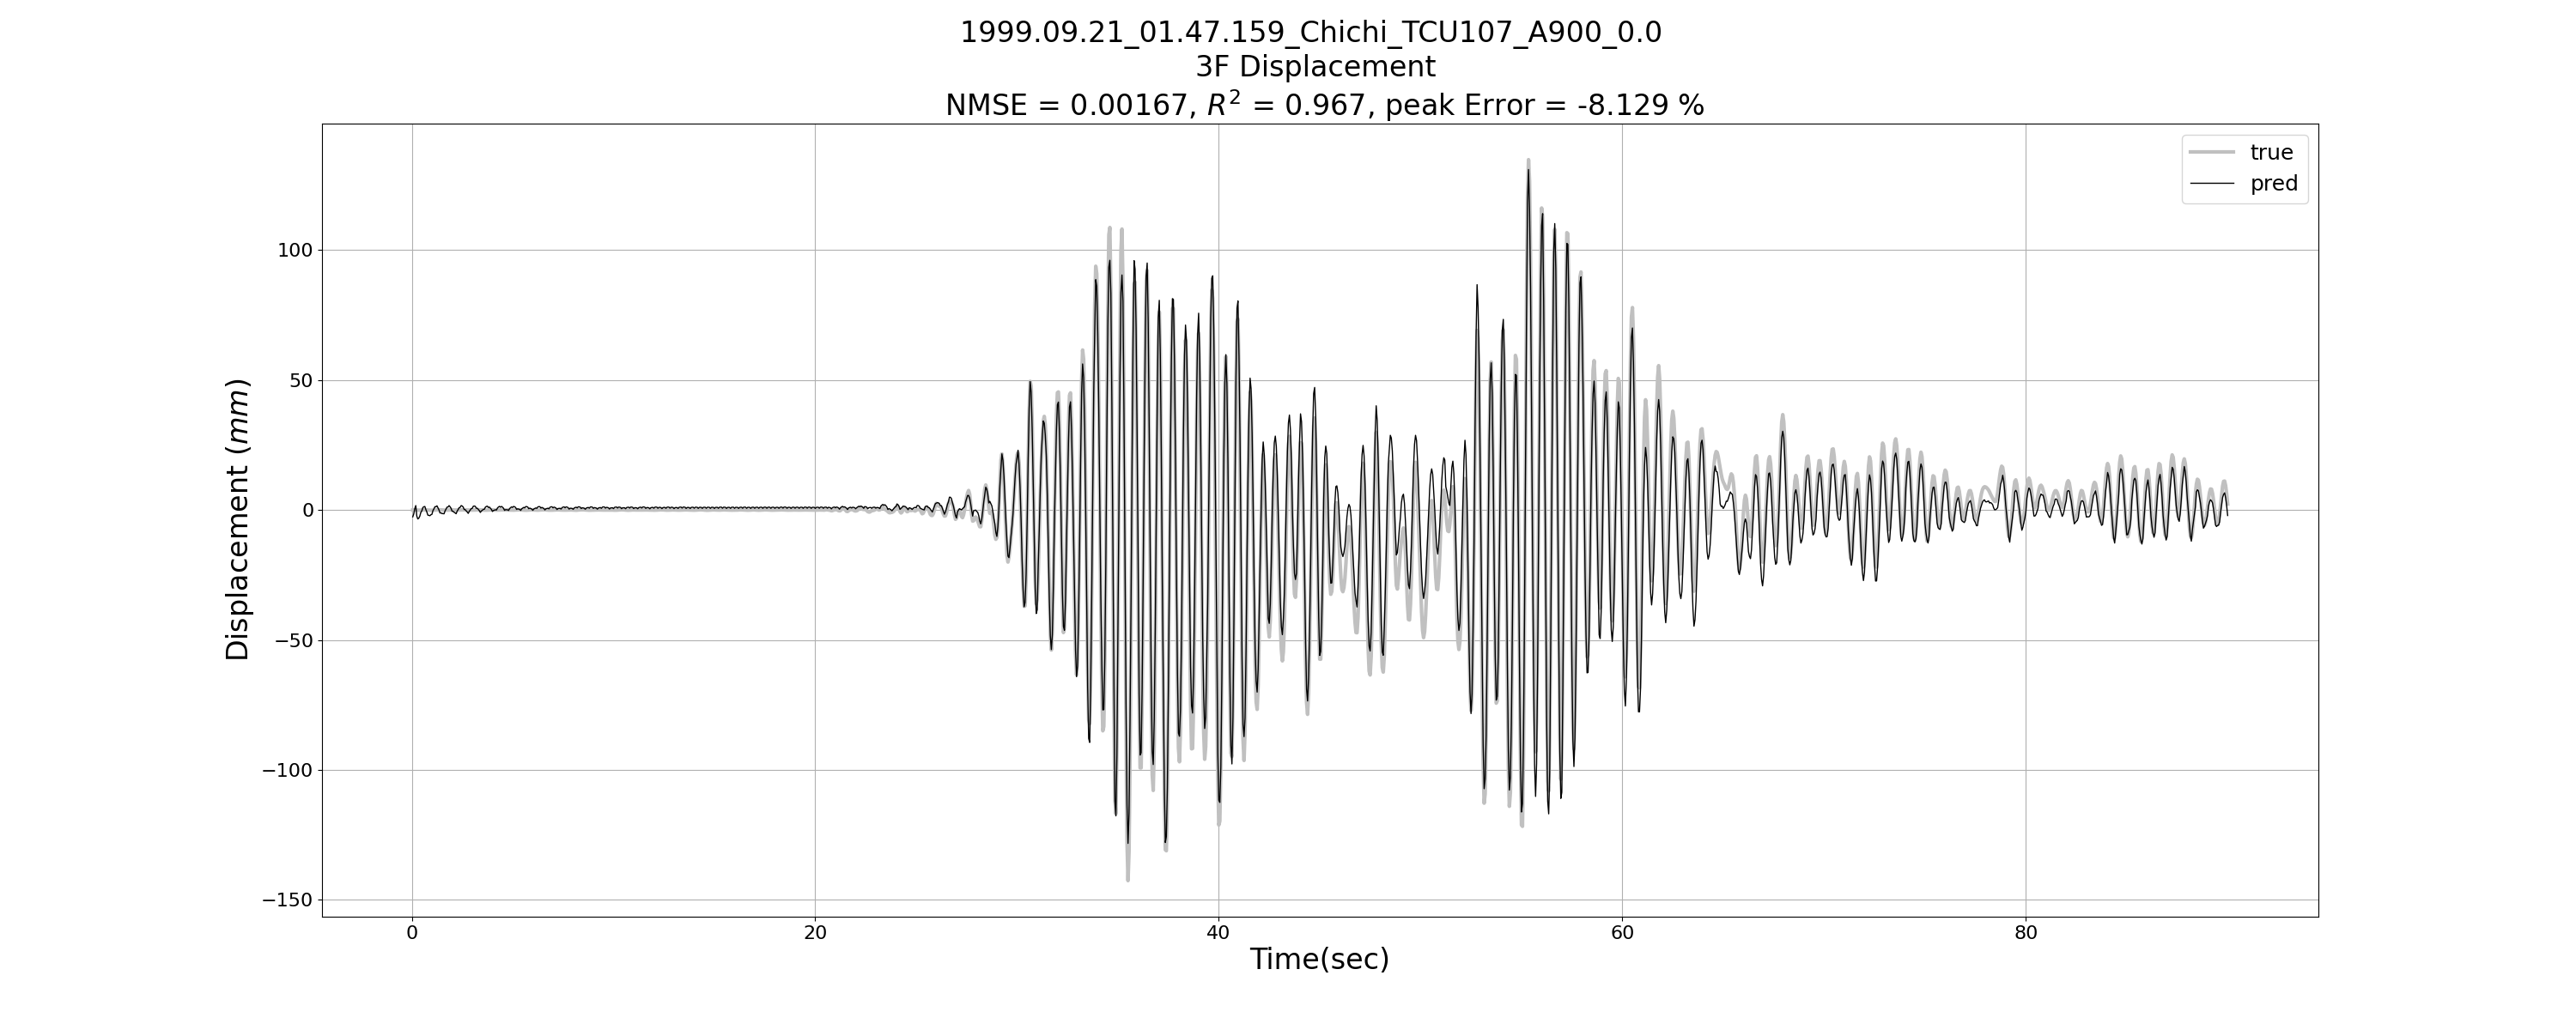 1999.09.21_01.47.159_Chichi_TCU107_A900_0.0
3F Displacement
NMSE = 0.00167, R² = 0.967, peak Error = -8.129 %
true
pred
Displacement (mm)
100
50
0
−50
−100
−150
0 20 40 60 80
Time(sec)